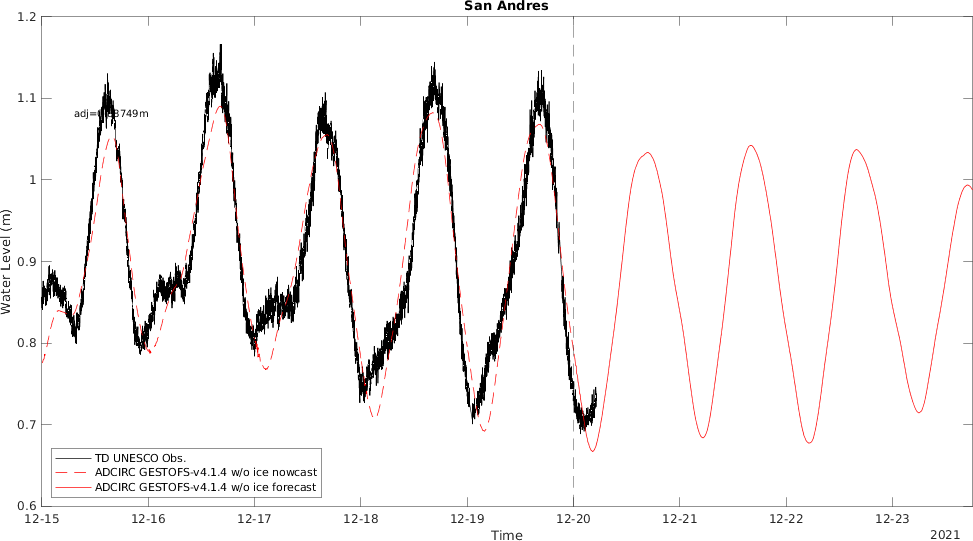 San Andres
1.2
1.1
1
0.9
0.8
0.7
0.6
Water Level (m)
TD UNESCO Obs.
ADCIRC GESTOFS-v4.1.4 w/o ice nowcast
ADCIRC GESTOFS-v4.1.4 w/o ice forecast
12-15 12-16 12-17 12-18 12-19 12-20 12-21 12-22 12-23
Time
2021